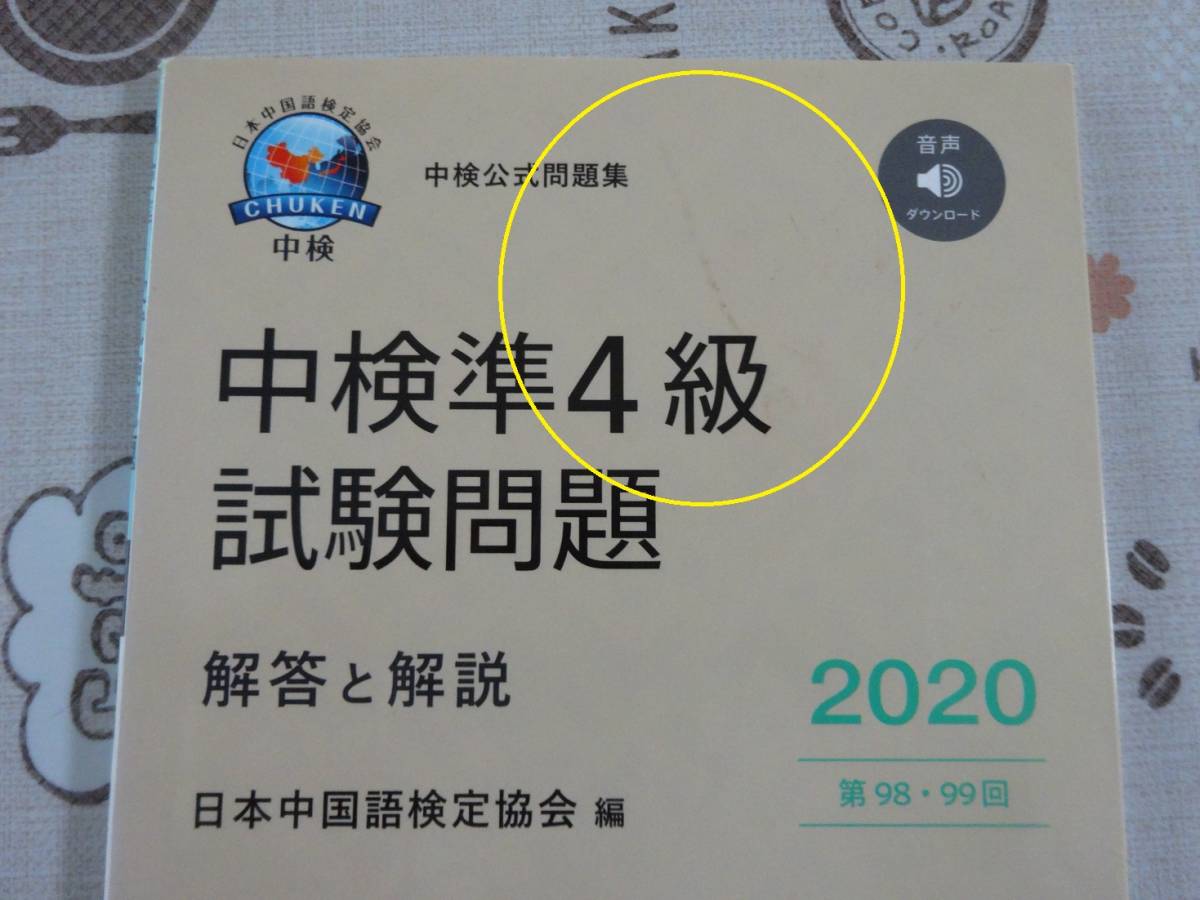 日本中国語検定協会
CHUKEN
中検
中検公式問題集
音声
ダウンロード
中検準4級
試験問題
解答と解説
2020
第98・99回
日本中国語検定協会 編